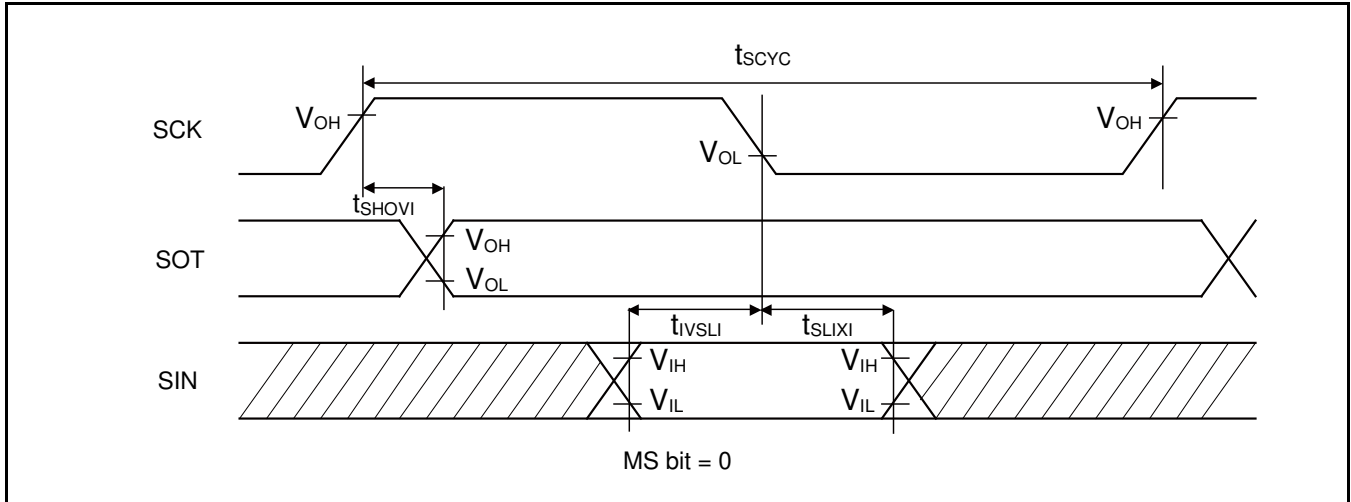 tSCYC
SCK
VOH
VOL
VOH
tSHOVI
SOT
VOH
VOL
tIVSLI
tSLIXI
SIN
VIH
VIL
VIH
VIL
MS bit = 0